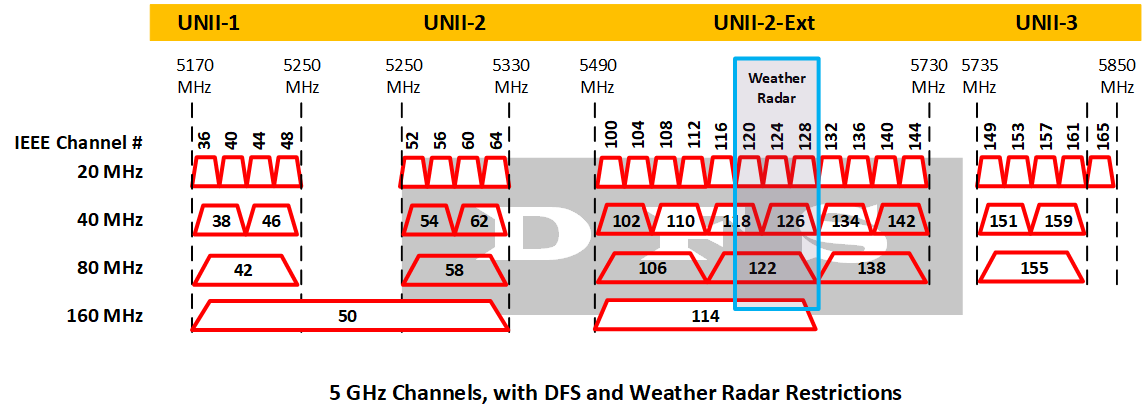 UNII-1 UNII-2 UNII-2-Ext UNII-3
5170 MHz 5250 MHz 5250 MHz 5330 MHz 5490 MHz Weather Radar 5730 MHz 5735 MHz 5850 MHz
IEEE Channel # 36 40 44 48 52 56 60 64 100 104 108 112 116 120 124 128 132 136 140 144 149 153 157 161 165
20 MHz
40 MHz 38 46 54 62 102 110 118 126 134 142 151 159
DFS
80 MHz 42 58 106 122 138 155
160 MHz 50 114
5 GHz Channels, with DFS and Weather Radar Restrictions